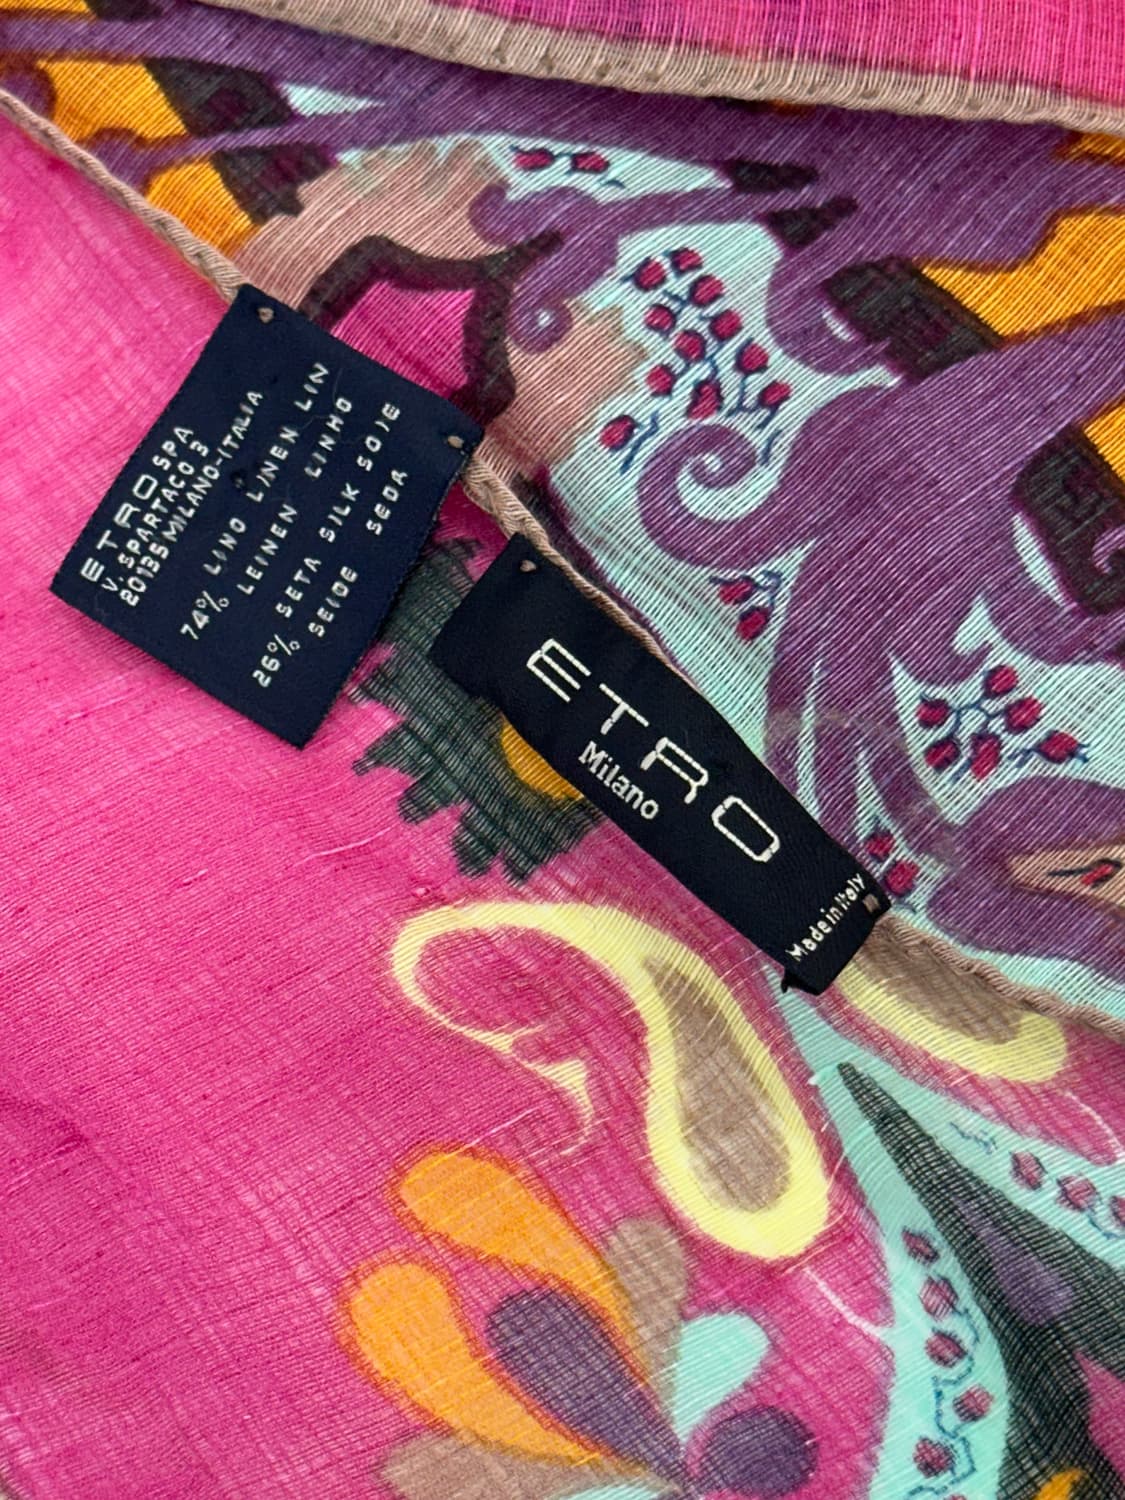 ETRO SPA
V. SPARTACO 3
20135 MILANO-ITALIA
74% LINO LINEN LIN
LEINEN LINHO
26% SETA SILK SOIE
SEIDE SEDA
ETRO
Milano
Made in Italy